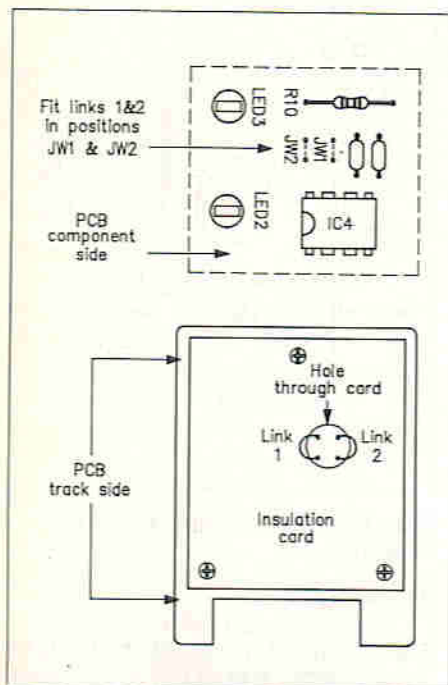 Fit links 1&2
in positions
JW1 & JW2
LED3
R10
JW2
JW1
LED2
IC4
PCB
component
side
Hole
through card
Link
1
Link
2
PCB
track side
Insulation
card